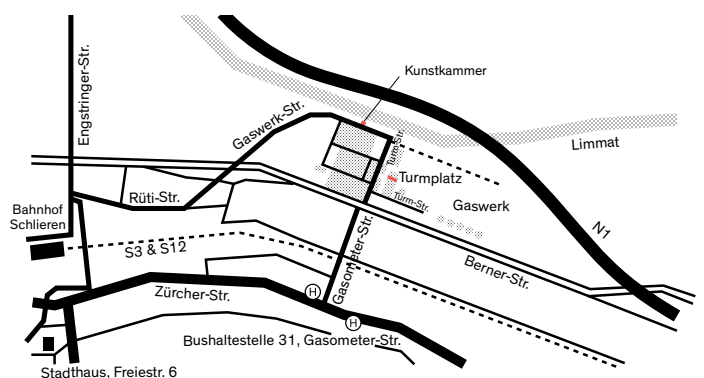 Kunstkammer
Engstringer-Str.
Gaswerk-Str.
Turm-Str.
Limmat
Turmplatz
Rüti-Str.
Turm-Str.
Gaswerk
Bahnhof
Schlieren
N1
S3 & S12
Gasometer-Str.
Berner-Str.
Zürcher-Str.
H
H
Bushaltestelle 31, Gasometer-Str.
Stadthaus, Freiestr. 6